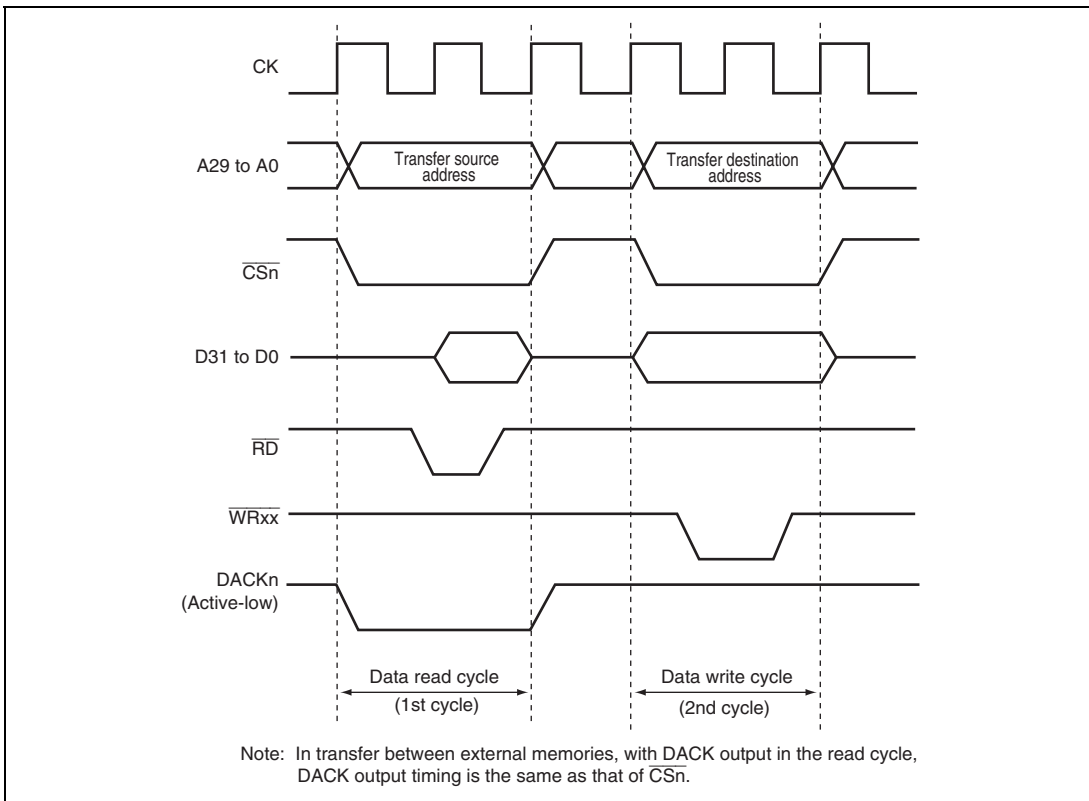 CK
A29 to A0
Transfer source
address
Transfer destination
address
CSn
D31 to D0
RD
WRxx
DACKn
(Active-low)
Data read cycle
(1st cycle)
Data write cycle
(2nd cycle)
Note: In transfer between external memories, with DACK output in the read cycle,
DACK output timing is the same as that of CSn.